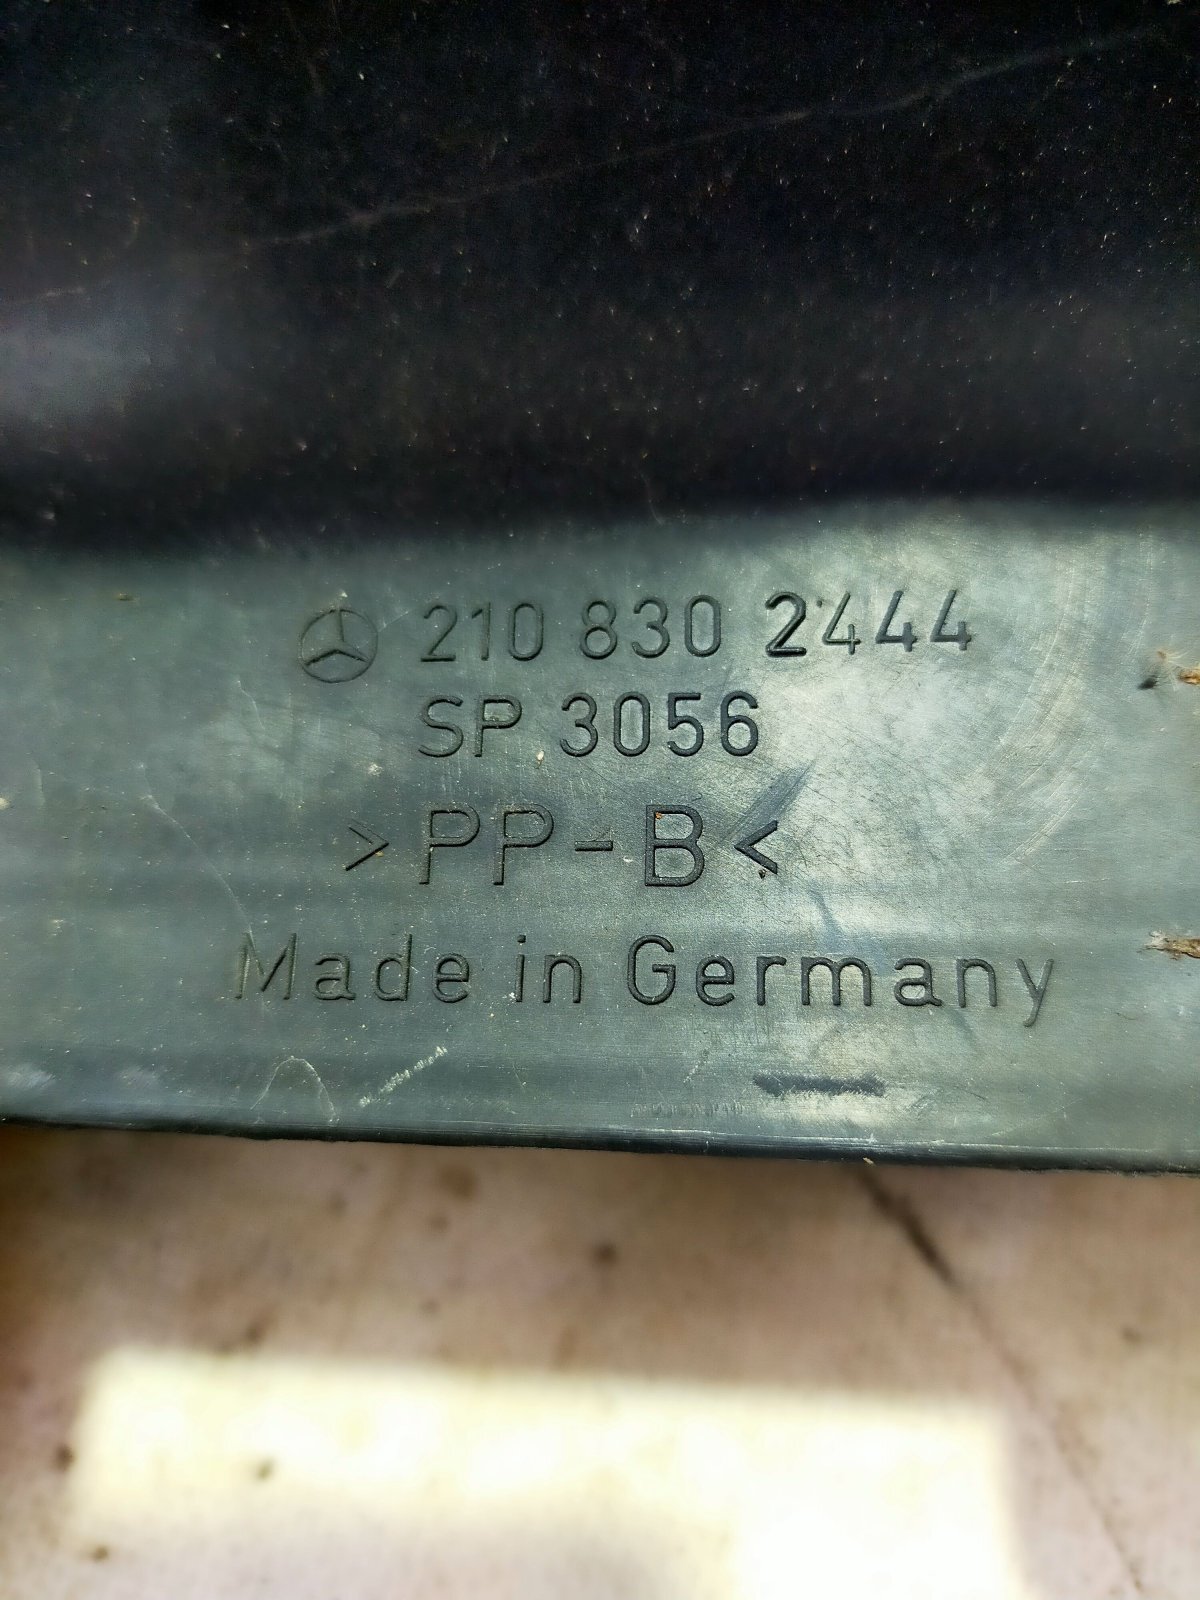 210 830 2444
SP 3056
>PP-B<
Made in Germany